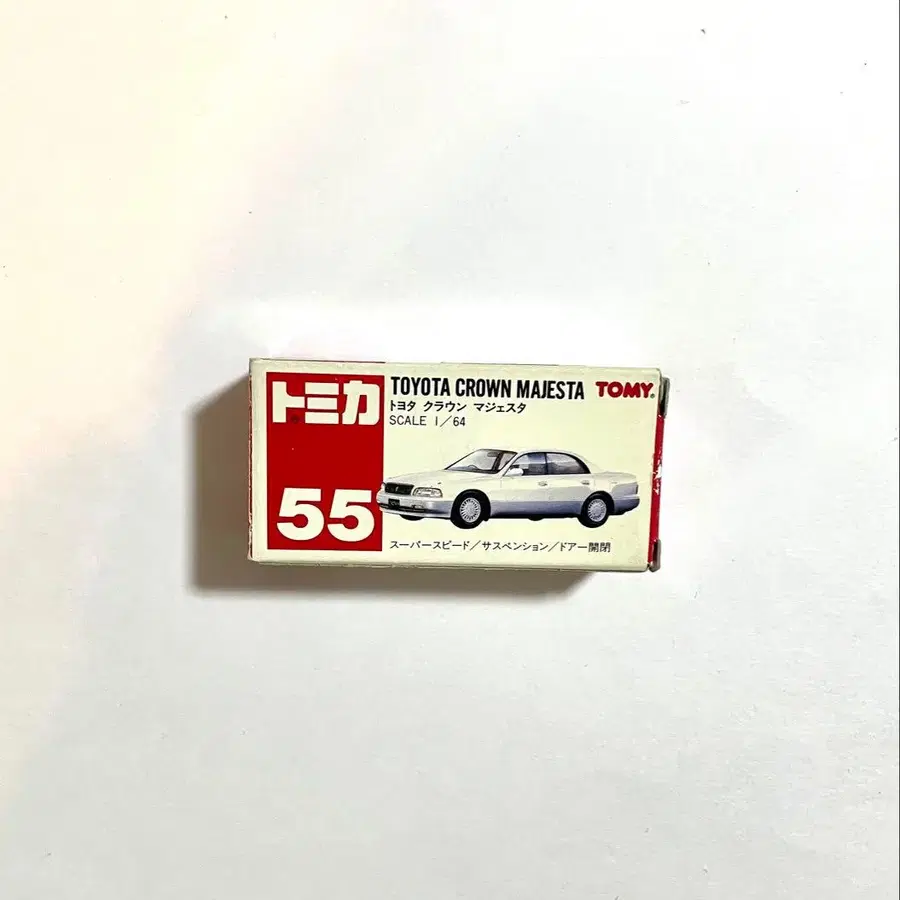 トミカ
55
TOYOTA CROWN MAJESTA TOMY®
トヨタ クラウン マジェスタ
SCALE 1/64
スーパースピード/サスペンション/ドアー開閉